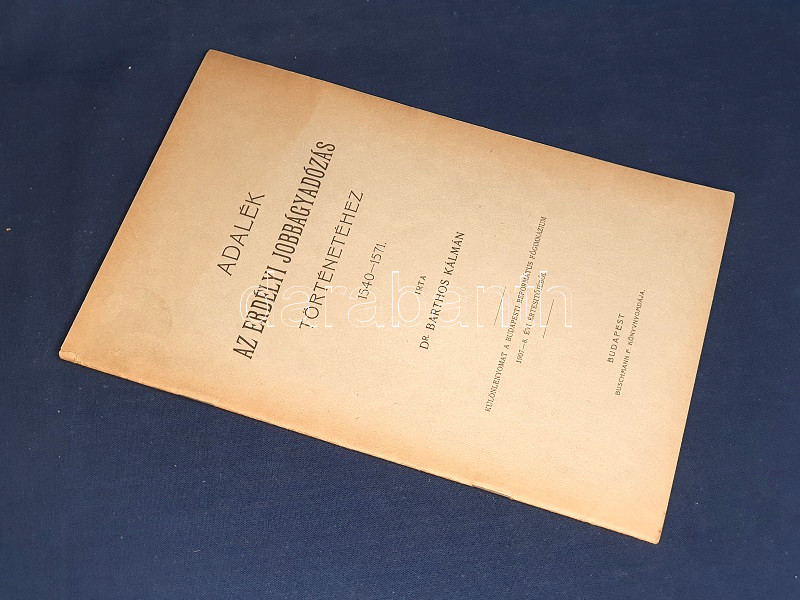 ADALÉK
AZ ERDÉLYI JOBBÁGYADÓZÁS
TÖRTÉNETÉHEZ
1540—1571.
IRTA
DR. BARTHOS KÁLMÁN
KÜLÖNLENYOMAT A BUDAPESTI REFORMÁTUS FŐGIMNÁZIUM
1907—8. ÉVI ÉRTESÍTŐJÉBŐL
BUDAPEST
BUSCHMANN F. KÖNYVNYOMDÁJA.
darabanth